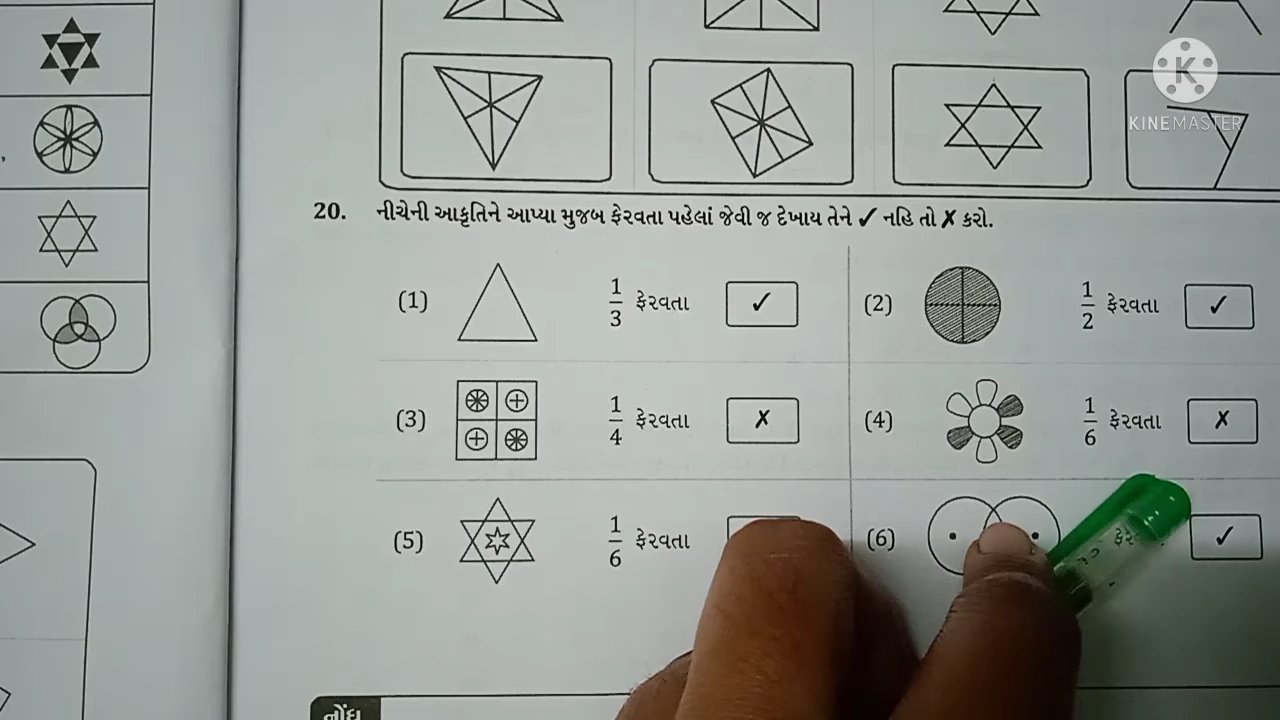 K
KINEMASTER
20. નીચેની આકૃતિને આપ્યા મુજબ ફેરવતા પહેલાં જેવી જ દેખાય તેને ✓ નહિ તો ✗ કરો.
(1) 1/3 ફેરવતા ✓ (2) 1/2 ફેરવતા ✓
(3) 1/4 ફેરવતા ✗ (4) 1/6 ફેરવતા ✗
(5) 1/6 ફેરવતા (6) ✓
નોંધ